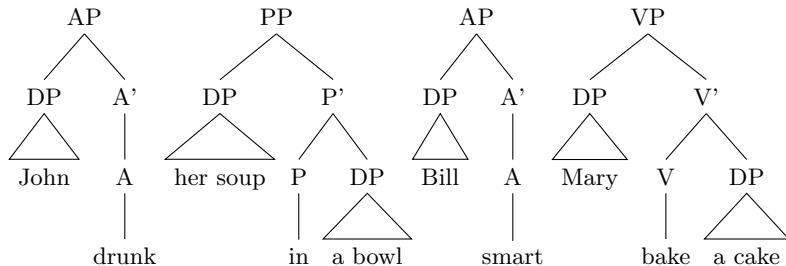 AP PP AP VP
DP A' DP P' DP A' DP V'
John A her soup P DP Bill A Mary V DP
drunk in a bowl smart bake a cake